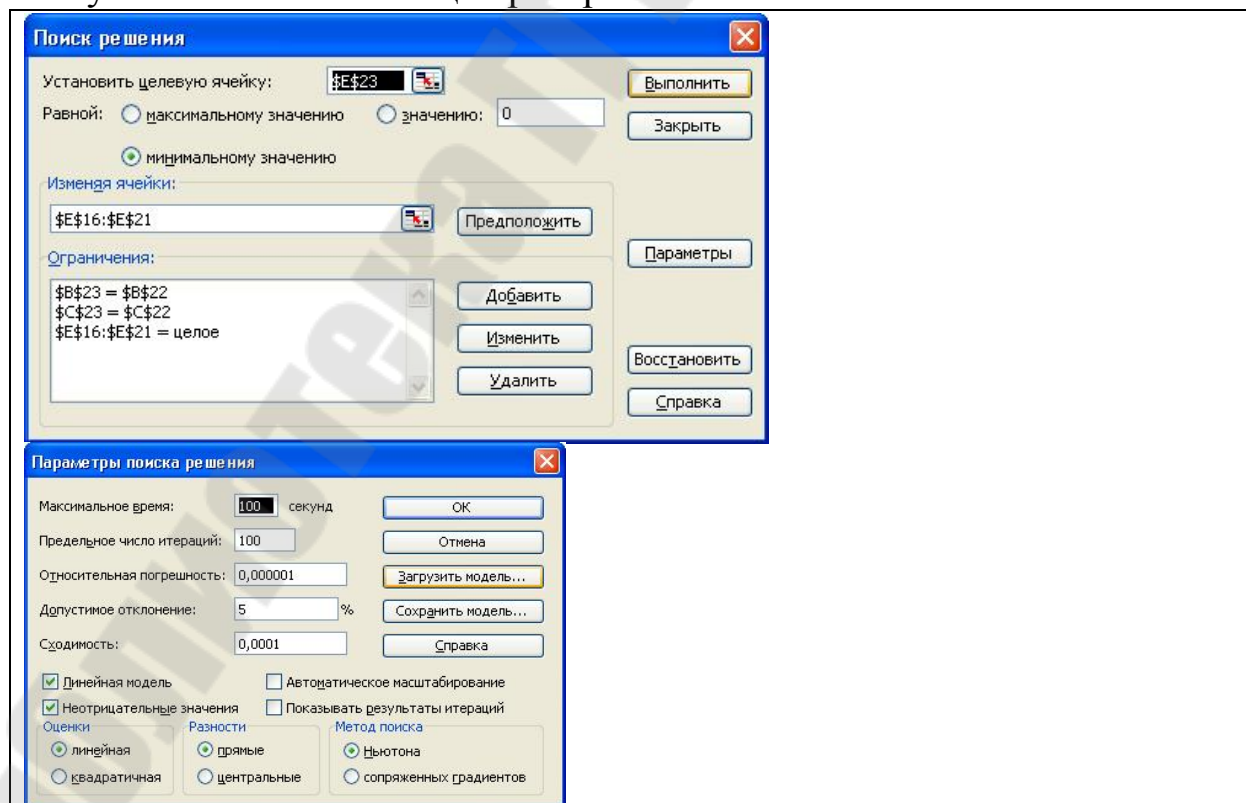 Поиск решения
Установить целевую ячейку: $E$23
Равной: максимальному значению значению: 0
минимальному значению
Изменяя ячейки:
$E$16:$E$21
Предположить
Ограничения:
$B$23 = $B$22
$C$23 = $C$22
$E$16:$E$21 = целое
Добавить
Изменить
Удалить
Выполнить
Закрыть
Параметры
Восстановить
Справка
Параметры поиска решения
Максимальное время: 100 секунд
Предельное число итераций: 100
Относительная погрешность: 0,000001
Допустимое отклонение: 5 %
Сходимость: 0,0001
OK
Отмена
Загрузить модель...
Сохранить модель...
Справка
Линейная модель Автоматическое масштабирование
Неотрицательные значения Показывать результаты итераций
Оценки Разности Метод поиска
линейная прямые Ньютона
квадратичная центральные сопряженных градиентов